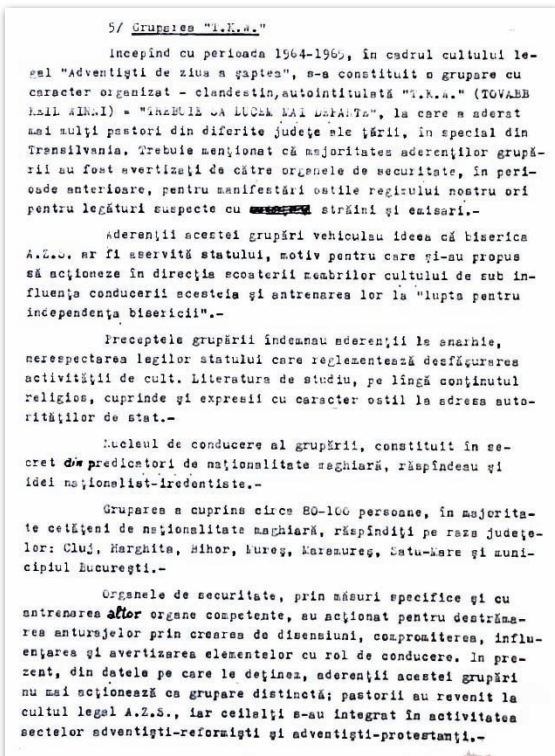 5/ Gruparea "T.K.W."
Incepînd cu perioada 1964-1965, în cadrul cultului le-
gal "Adventiști de ziua a șaptea", s-a constituit o grupare cu
caracter organizat - clandestin, autointitulată "T.K.W." (TOVABB
KELL WINNI) = "TREBUIE SA DUCEM MAI DEPARTE", la care a aderat
mai mulți pastori din diferite județe ale țării, în special din
Transilvania. Trebuie menționat că majoritatea aderenților grupă-
rii au fost avertizați de către organele de securitate, în peri-
oade anterioare, pentru manifestări ostile regimului nostru ori
pentru legături suspecte cu străini și emisari.-
Aderenții acestei grupări vehiculau ideea că biserica
A.Z.S. ar fi aservită statului, motiv pentru care și-au propus
să acționeze în direcția scoaterii membrilor cultului de sub in-
fluența conducerii acesteia și antrenarea lor la "lupta pentru
independența bisericii".-
Preceptele grupării îndemnau aderenții la anarhie,
nerespectarea legilor statului care reglementează desfășurarea
activității de cult. Literatura de studiu, pe lîngă conținutul
religios, cuprinde și expresii cu caracter ostil la adresa auto-
rităților de stat.-
Nucleul de conducere al grupării, constituit în se-
cret din predicatori de naționalitate maghiară, răspîndeau și
idei naționalist-iredentiste.-
Gruparea a cuprins circa 80-100 persoane, în majorita-
te cetățeni de naționalitate maghiară, răspîndiți pe raza județe-
lor: Cluj, Harghita, Bihor, Mureș, Maramureș, Satu-Mare și muni-
cipiul București.-
Organele de securitate, prin măsuri specifice și cu
antrenarea altor organe competente, au acționat pentru destrăma-
rea anturajelor prin crearea de disensiuni, compromiterea, influ-
ențarea și avertizarea elementelor cu rol de conducere. In pre-
zent, din datele pe care le deținem, aderenții acestei grupări
nu mai acționează ca grupare distinctă; pastorii au revenit la
cultul legal A.Z.S., iar ceilalți s-au integrat în activitatea
sectelor adventiști-reformiști și adventiști-protestanți.-